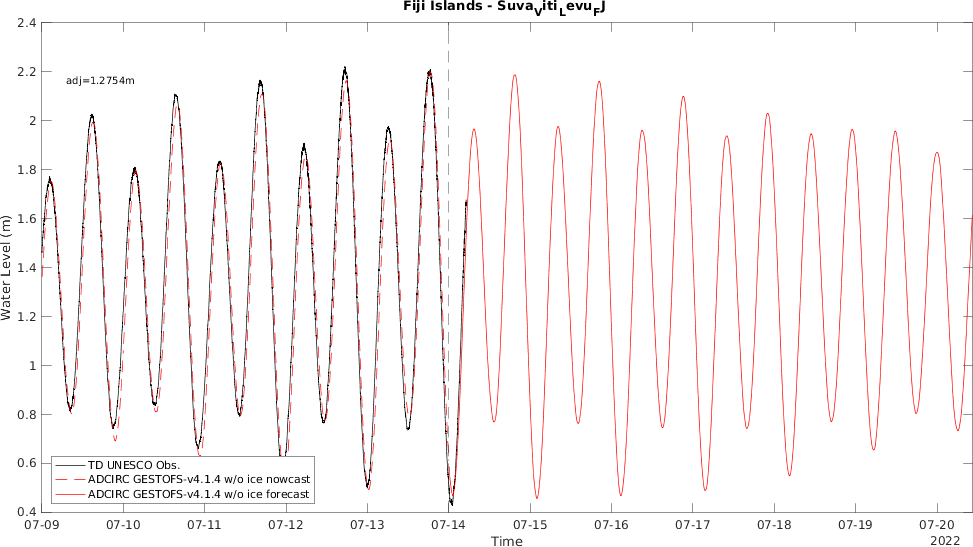 Fiji Islands - Suva_Viti_Levu_FJ
2.4
2.2
2
1.8
1.6
1.4
1.2
1
0.8
0.6
0.4
Water Level (m)
adj=1.2754m
TD UNESCO Obs.
ADCIRC GESTOFS-v4.1.4 w/o ice nowcast
ADCIRC GESTOFS-v4.1.4 w/o ice forecast
07-09 07-10 07-11 07-12 07-13 07-14 07-15 07-16 07-17 07-18 07-19 07-20
Time
2022